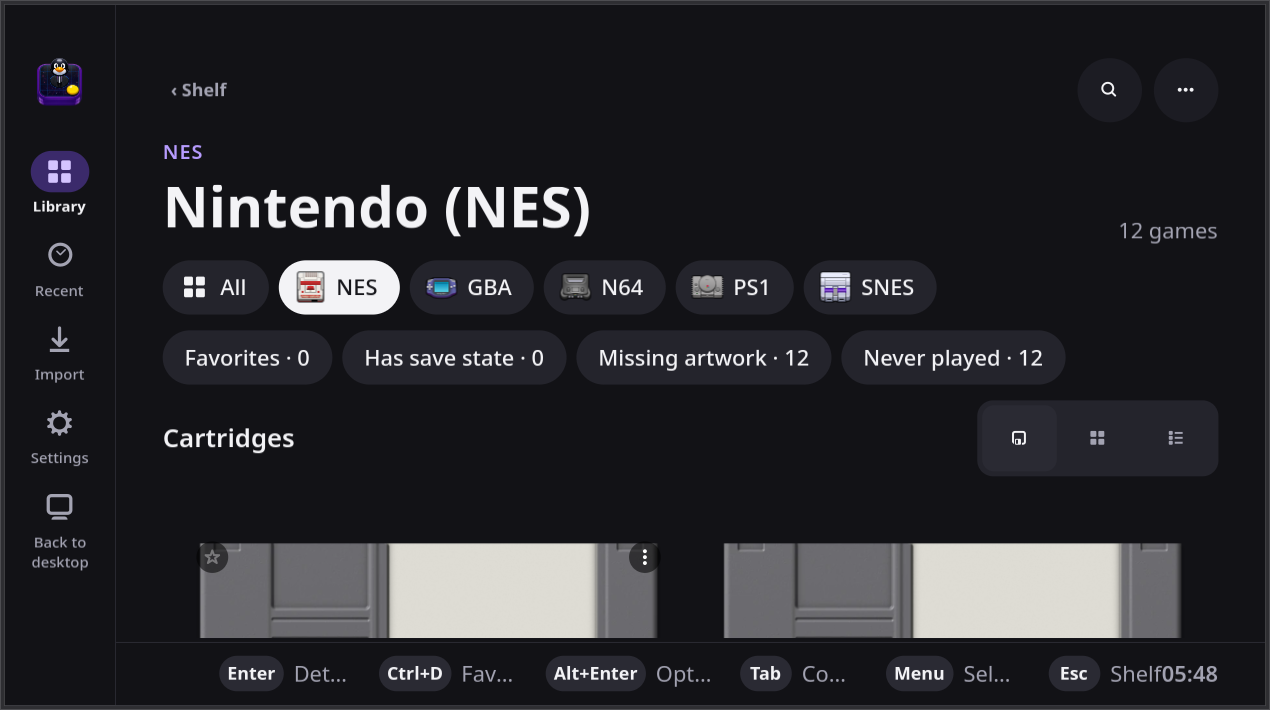 ‹ Shelf
NES
Nintendo (NES)
12 games
All NES GBA N64 PS1 SNES
Favorites · 0 Has save state · 0 Missing artwork · 12 Never played · 12
Cartridges
Library
Recent
Import
Settings
Back to
desktop
Enter Det... Ctrl+D Fav... Alt+Enter Opt... Tab Co... Menu Sel... Esc Shelf 05:48